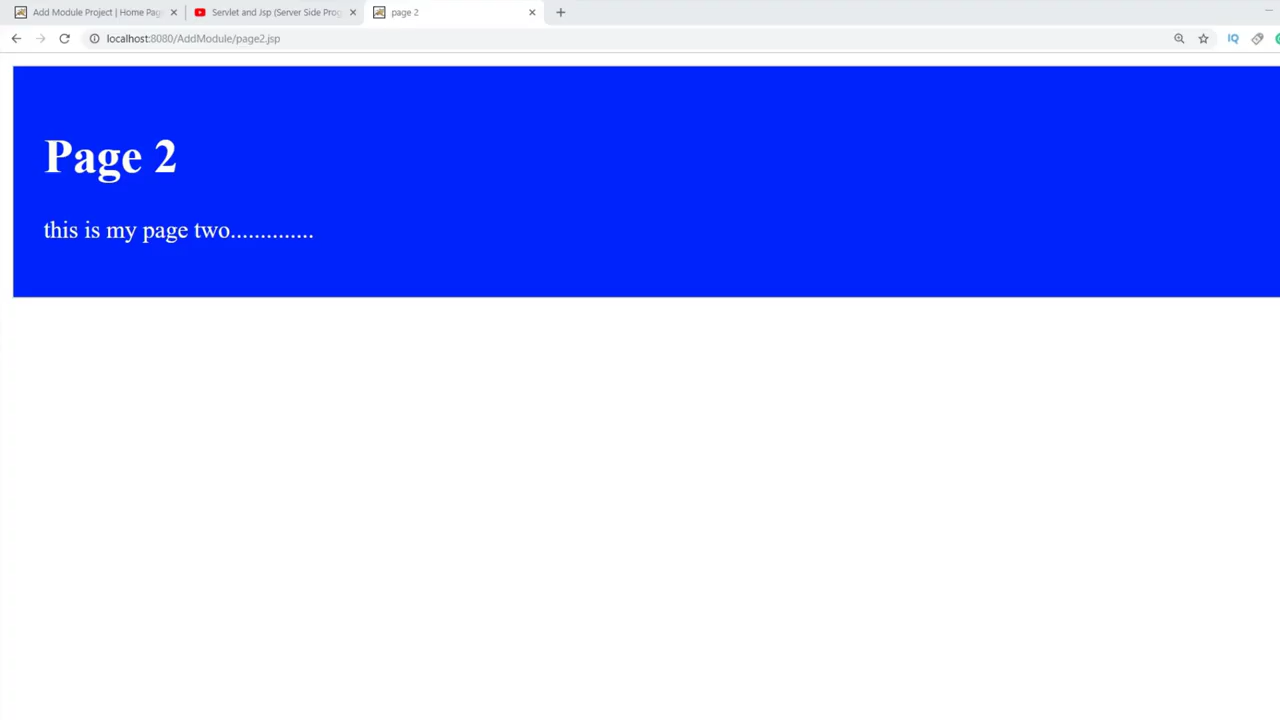 Add Module Project | Home Page
Servlet and Jsp (Server Side Prog
page 2
localhost:8080/AddModule/page2.jsp
IQ
Page 2
this is my page two..............